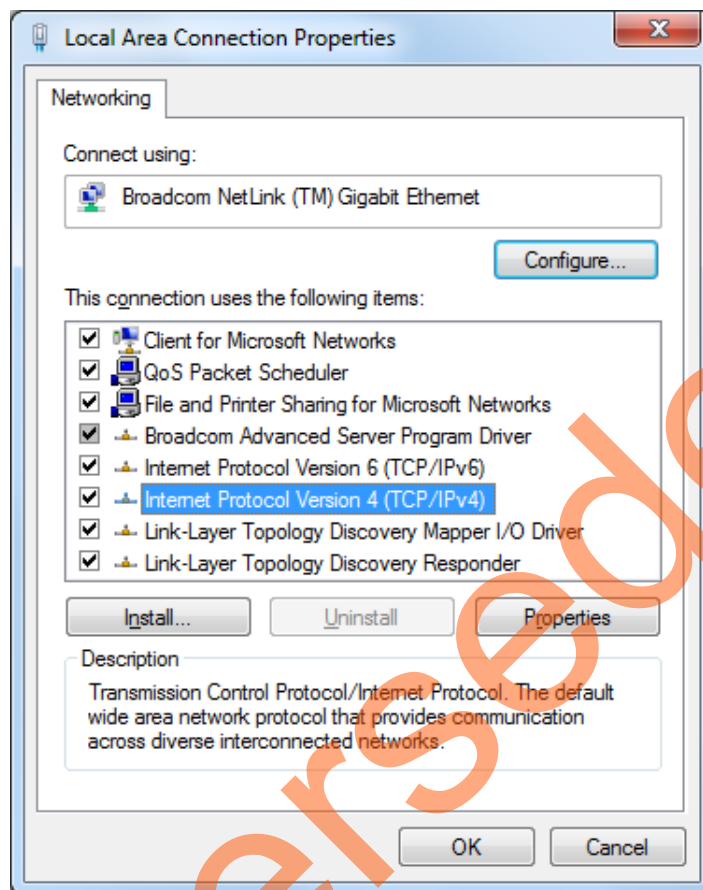 Local Area Connection Properties
Networking
Connect using:
Broadcom NetLink (TM) Gigabit Ethernet
Configure...
This connection uses the following items:
Client for Microsoft Networks
QoS Packet Scheduler
File and Printer Sharing for Microsoft Networks
Broadcom Advanced Server Program Driver
Internet Protocol Version 6 (TCP/IPv6)
Internet Protocol Version 4 (TCP/IPv4)
Link-Layer Topology Discovery Mapper I/O Driver
Link-Layer Topology Discovery Responder
Install... Uninstall Properties
Description
Transmission Control Protocol/Internet Protocol. The default
wide area network protocol that provides communication
across diverse interconnected networks.
OK Cancel